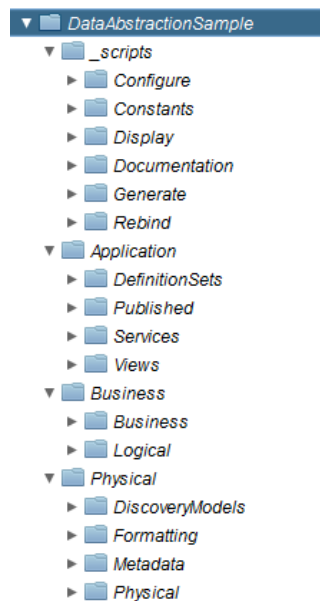 DataAbstractionSample
_scripts
Configure
Constants
Display
Documentation
Generate
Rebind
Application
DefinitionSets
Published
Services
Views
Business
Business
Logical
Physical
DiscoveryModels
Formatting
Metadata
Physical